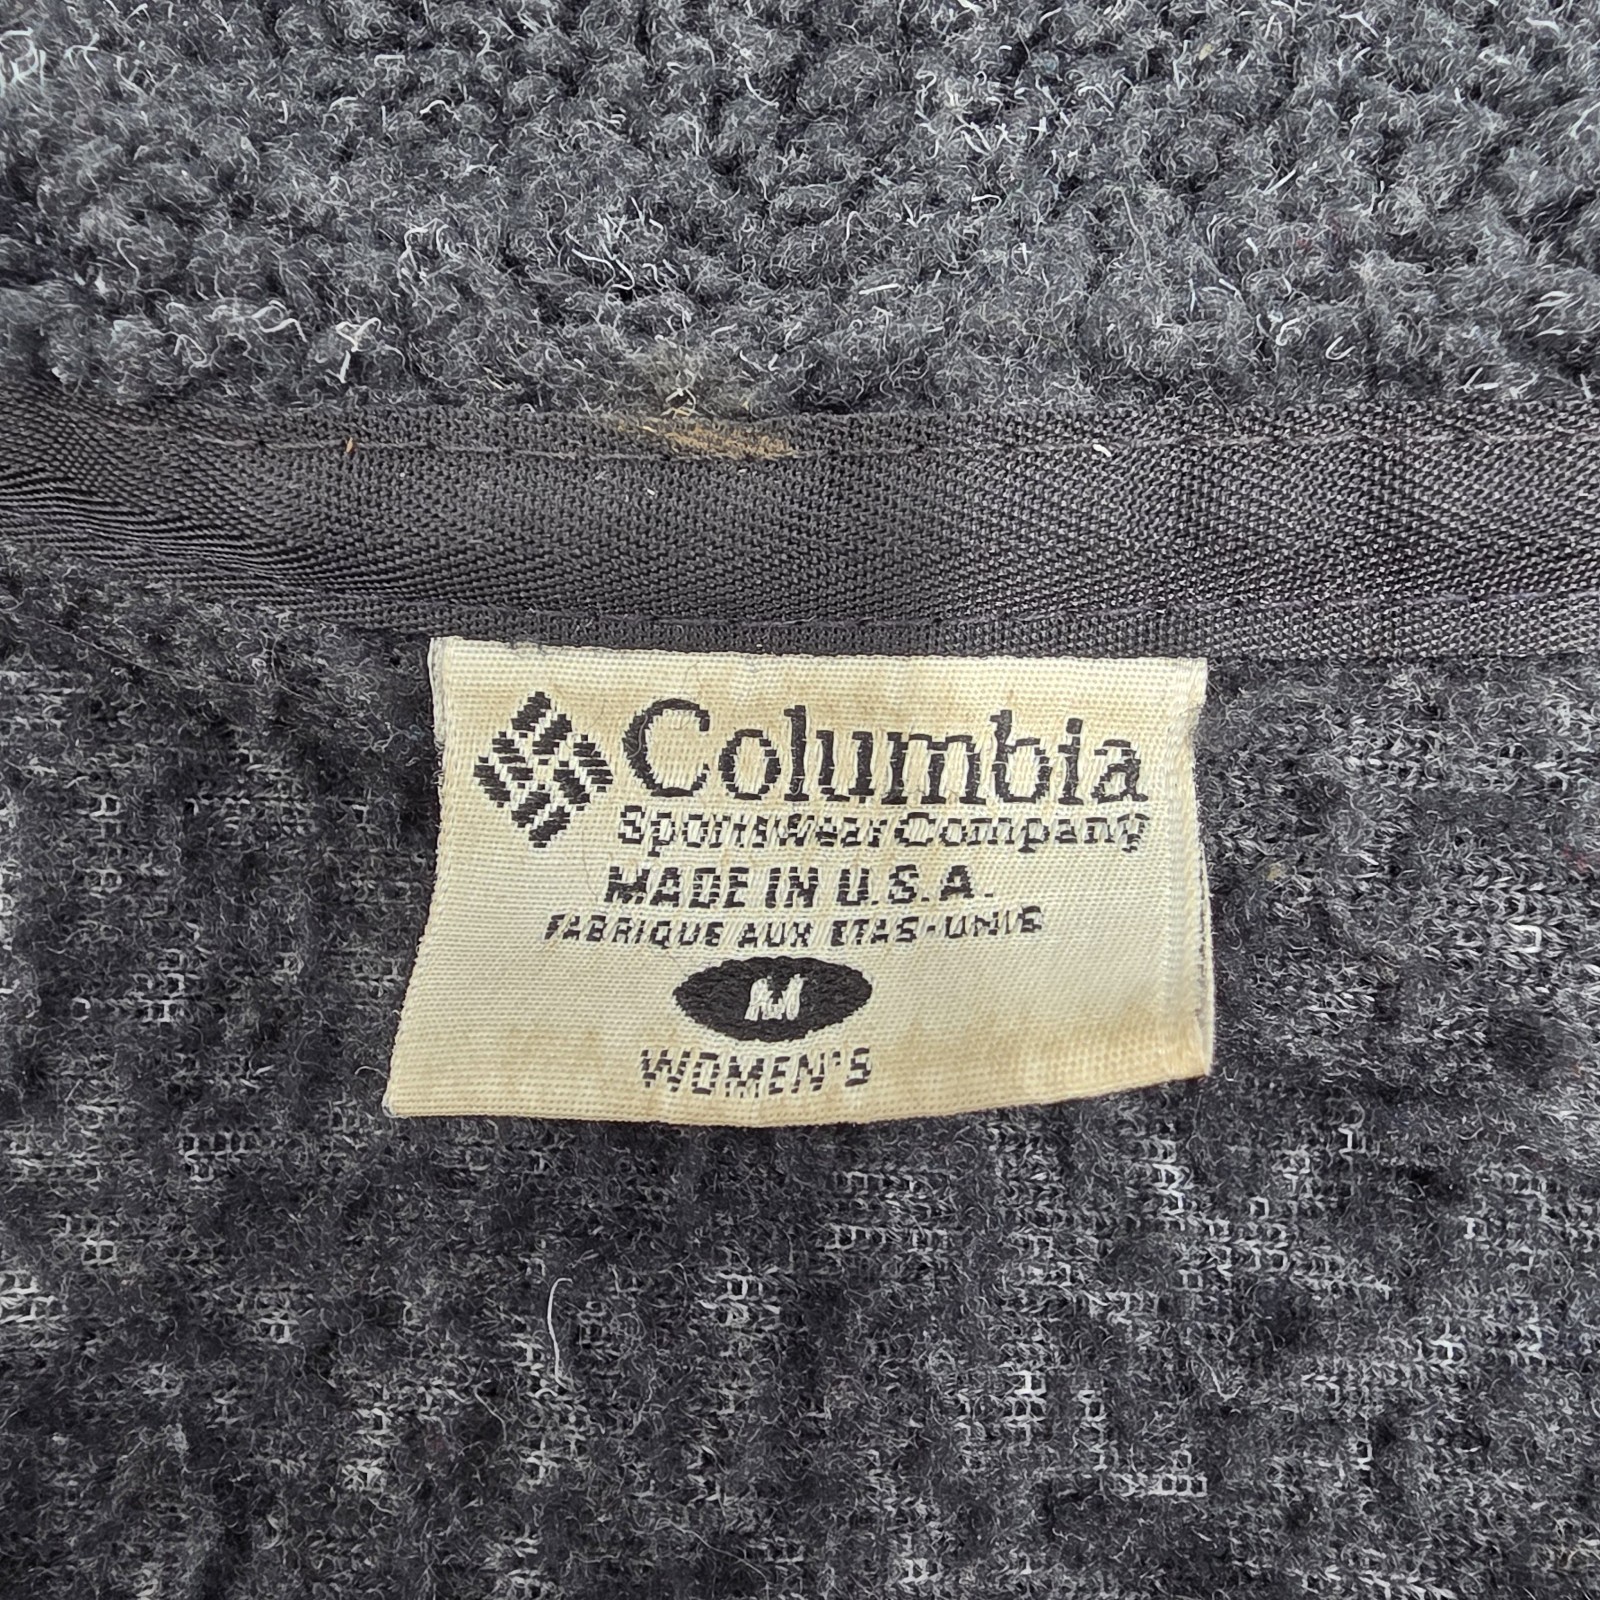 Columbia
Sportswear Company
MADE IN U.S.A.
FABRIQUE AUX ETAS-UNIS
M
WOMEN'S